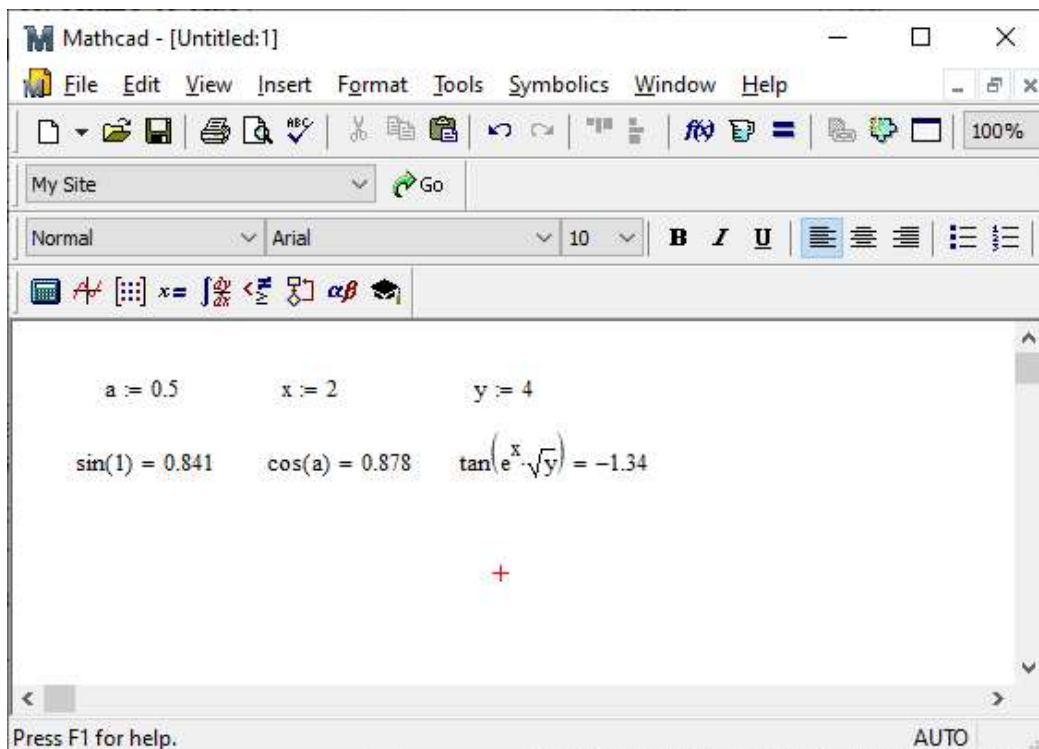 Mathcad - [Untitled:1]
File Edit View Insert Format Tools Symbolics Window Help
100%
My Site Go
Normal Arial 10 B I U
x= αβ
a := 0.5 x := 2 y := 4
sin(1) = 0.841 cos(a) = 0.878 tan(e^x·√y) = −1.34
Press F1 for help. AUTO